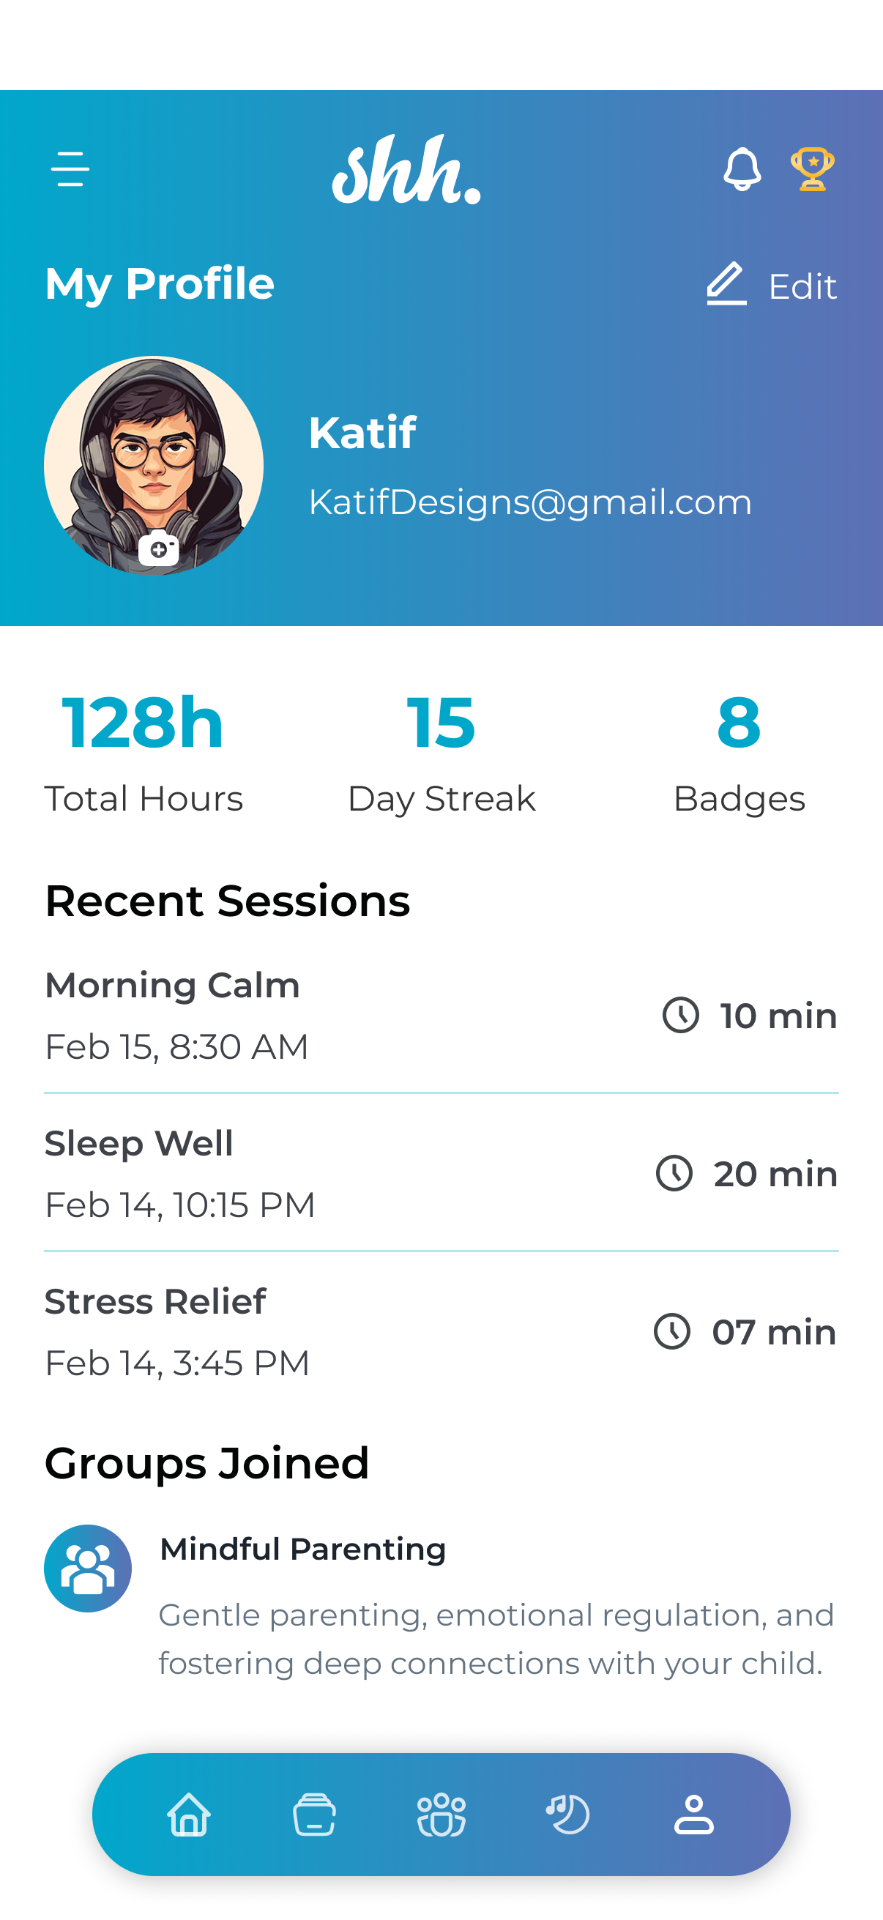 shh.
My Profile
Edit
Katif
KatifDesigns@gmail.com
128h
15
8
Total Hours
Day Streak
Badges
Recent Sessions
Morning Calm
Feb 15, 8:30 AM
10 min
Sleep Well
Feb 14, 10:15 PM
20 min
Stress Relief
Feb 14, 3:45 PM
07 min
Groups Joined
Mindful Parenting
Gentle parenting, emotional regulation, and
fostering deep connections with your child.